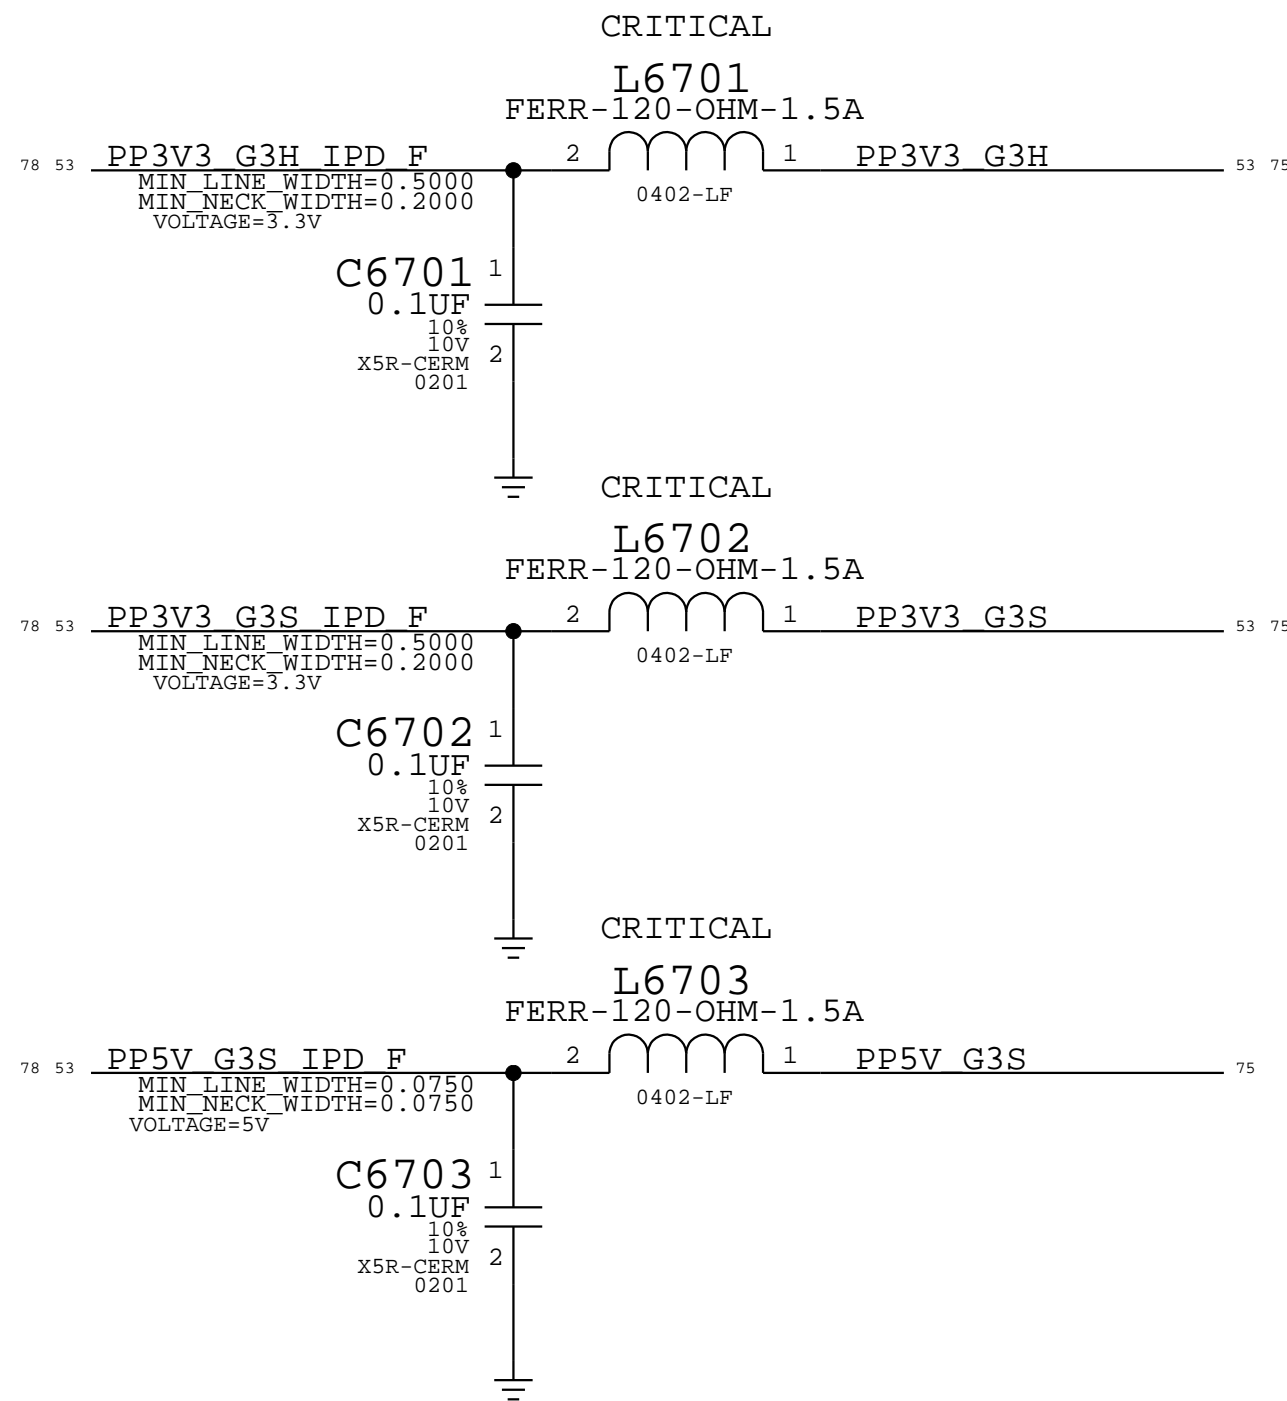 CRITICAL
L6701
FERR-120-OHM-1.5A
78 53 PP3V3_G3H_IPD_F 2 1 PP3V3_G3H 53 75
MIN_LINE_WIDTH=0.5000
MIN_NECK_WIDTH=0.2000
VOLTAGE=3.3V
0402-LF
C6701 1
0.1UF
10%
10V
X5R-CERM 2
0201
CRITICAL
L6702
FERR-120-OHM-1.5A
78 53 PP3V3_G3S_IPD_F 2 1 PP3V3_G3S 53 75
MIN_LINE_WIDTH=0.5000
MIN_NECK_WIDTH=0.2000
VOLTAGE=3.3V
0402-LF
C6702 1
0.1UF
10%
10V
X5R-CERM 2
0201
CRITICAL
L6703
FERR-120-OHM-1.5A
78 53 PP5V_G3S_IPD_F 2 1 PP5V_G3S 75
MIN_LINE_WIDTH=0.0750
MIN_NECK_WIDTH=0.0750
VOLTAGE=5V
0402-LF
C6703 1
0.1UF
10%
10V
X5R-CERM 2
0201